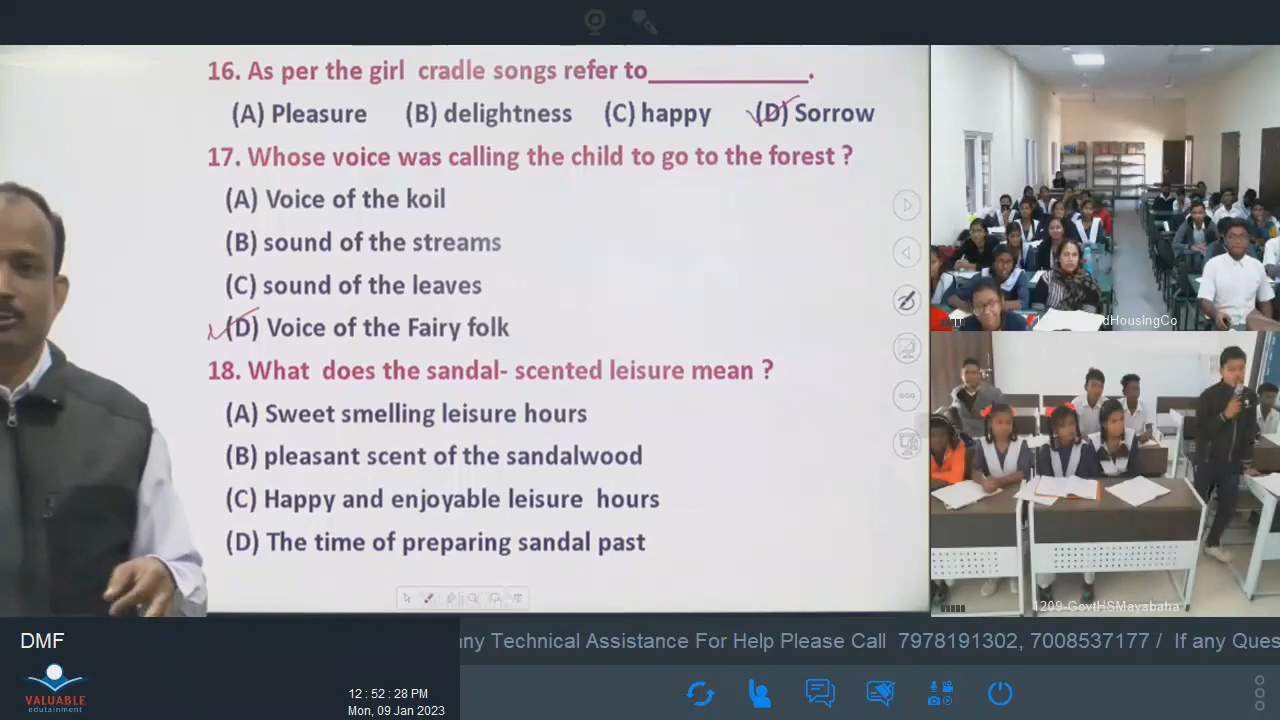 16. As per the girl cradle songs refer to____________.
(A) Pleasure (B) delightness (C) happy (D) Sorrow
17. Whose voice was calling the child to go to the forest ?
(A) Voice of the koil
(B) sound of the streams
(C) sound of the leaves
(D) Voice of the Fairy folk
18. What does the sandal- scented leisure mean ?
(A) Sweet smelling leisure hours
(B) pleasant scent of the sandalwood
(C) Happy and enjoyable leisure hours
(D) The time of preparing sandal past
dHousingCo
1209-GovtHSMayabaha
DMF
ny Technical Assistance For Help Please Call 7978191302, 7008537177 / If any Ques
VALUABLE
edutainment
12 : 52 : 28 PM
Mon, 09 Jan 2023